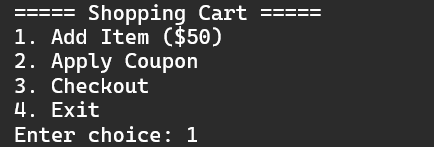 ===== Shopping Cart =====
1. Add Item ($50)
2. Apply Coupon
3. Checkout
4. Exit
Enter choice: 1